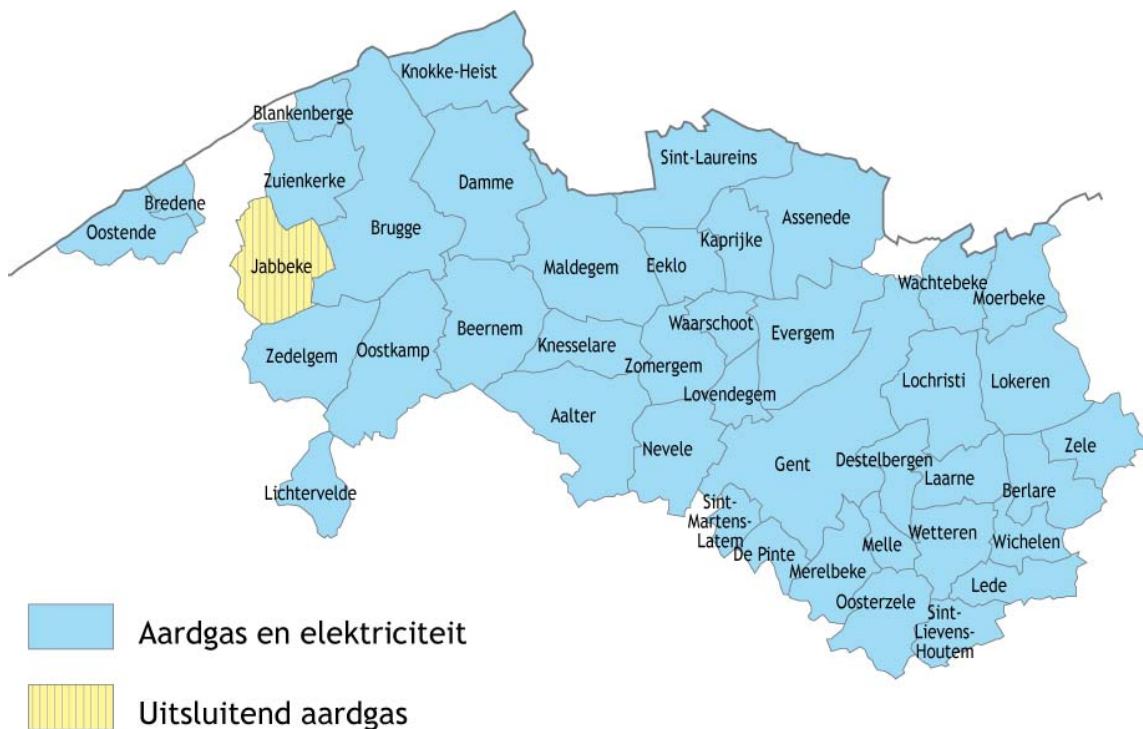 Knokke-Heist
Blankenberge
Sint-Laureins
Zuienkerke
Damme
Bredene
Assenede
Oostende
Brugge
Kaprijke
Jabbeke
Maldegem
Eeklo
Wachtebeke
Moerbeke
Beernem
Waarschoot
Evergem
Zedelgem
Oostkamp
Knesselare
Zomergem
Lochristi
Lokeren
Lovendegem
Aalter
Nevele
Gent
Destelbergen
Zele
Laarne
Lichtervelde
Berlare
Sint-
Martens-
Latem
Wetteren
Wichelen
De Pinte
Melle
Merelbeke
Lede
Oosterzele
Sint-
Lievens-
Houtem
Aardgas en elektriciteit
Uitsluitend aardgas